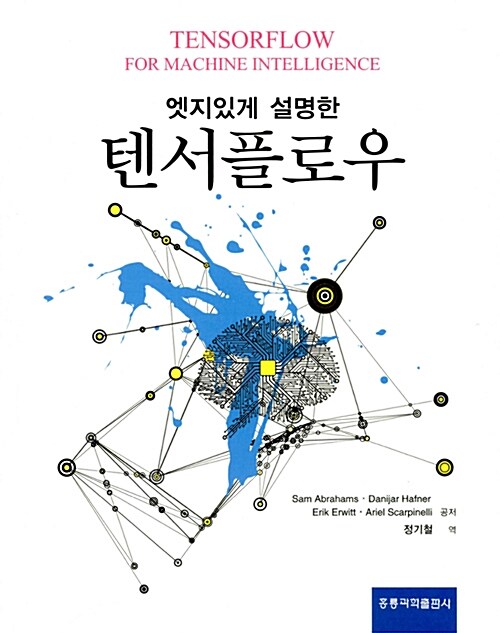 TENSORFLOW
FOR MACHINE INTELLIGENCE
엣지있게 설명한
텐서플로우
Sam Abrahams · Danijar Hafner
Erik Erwitt · Ariel Scarpinelli 공저
정기철 역
홍릉과학출판사